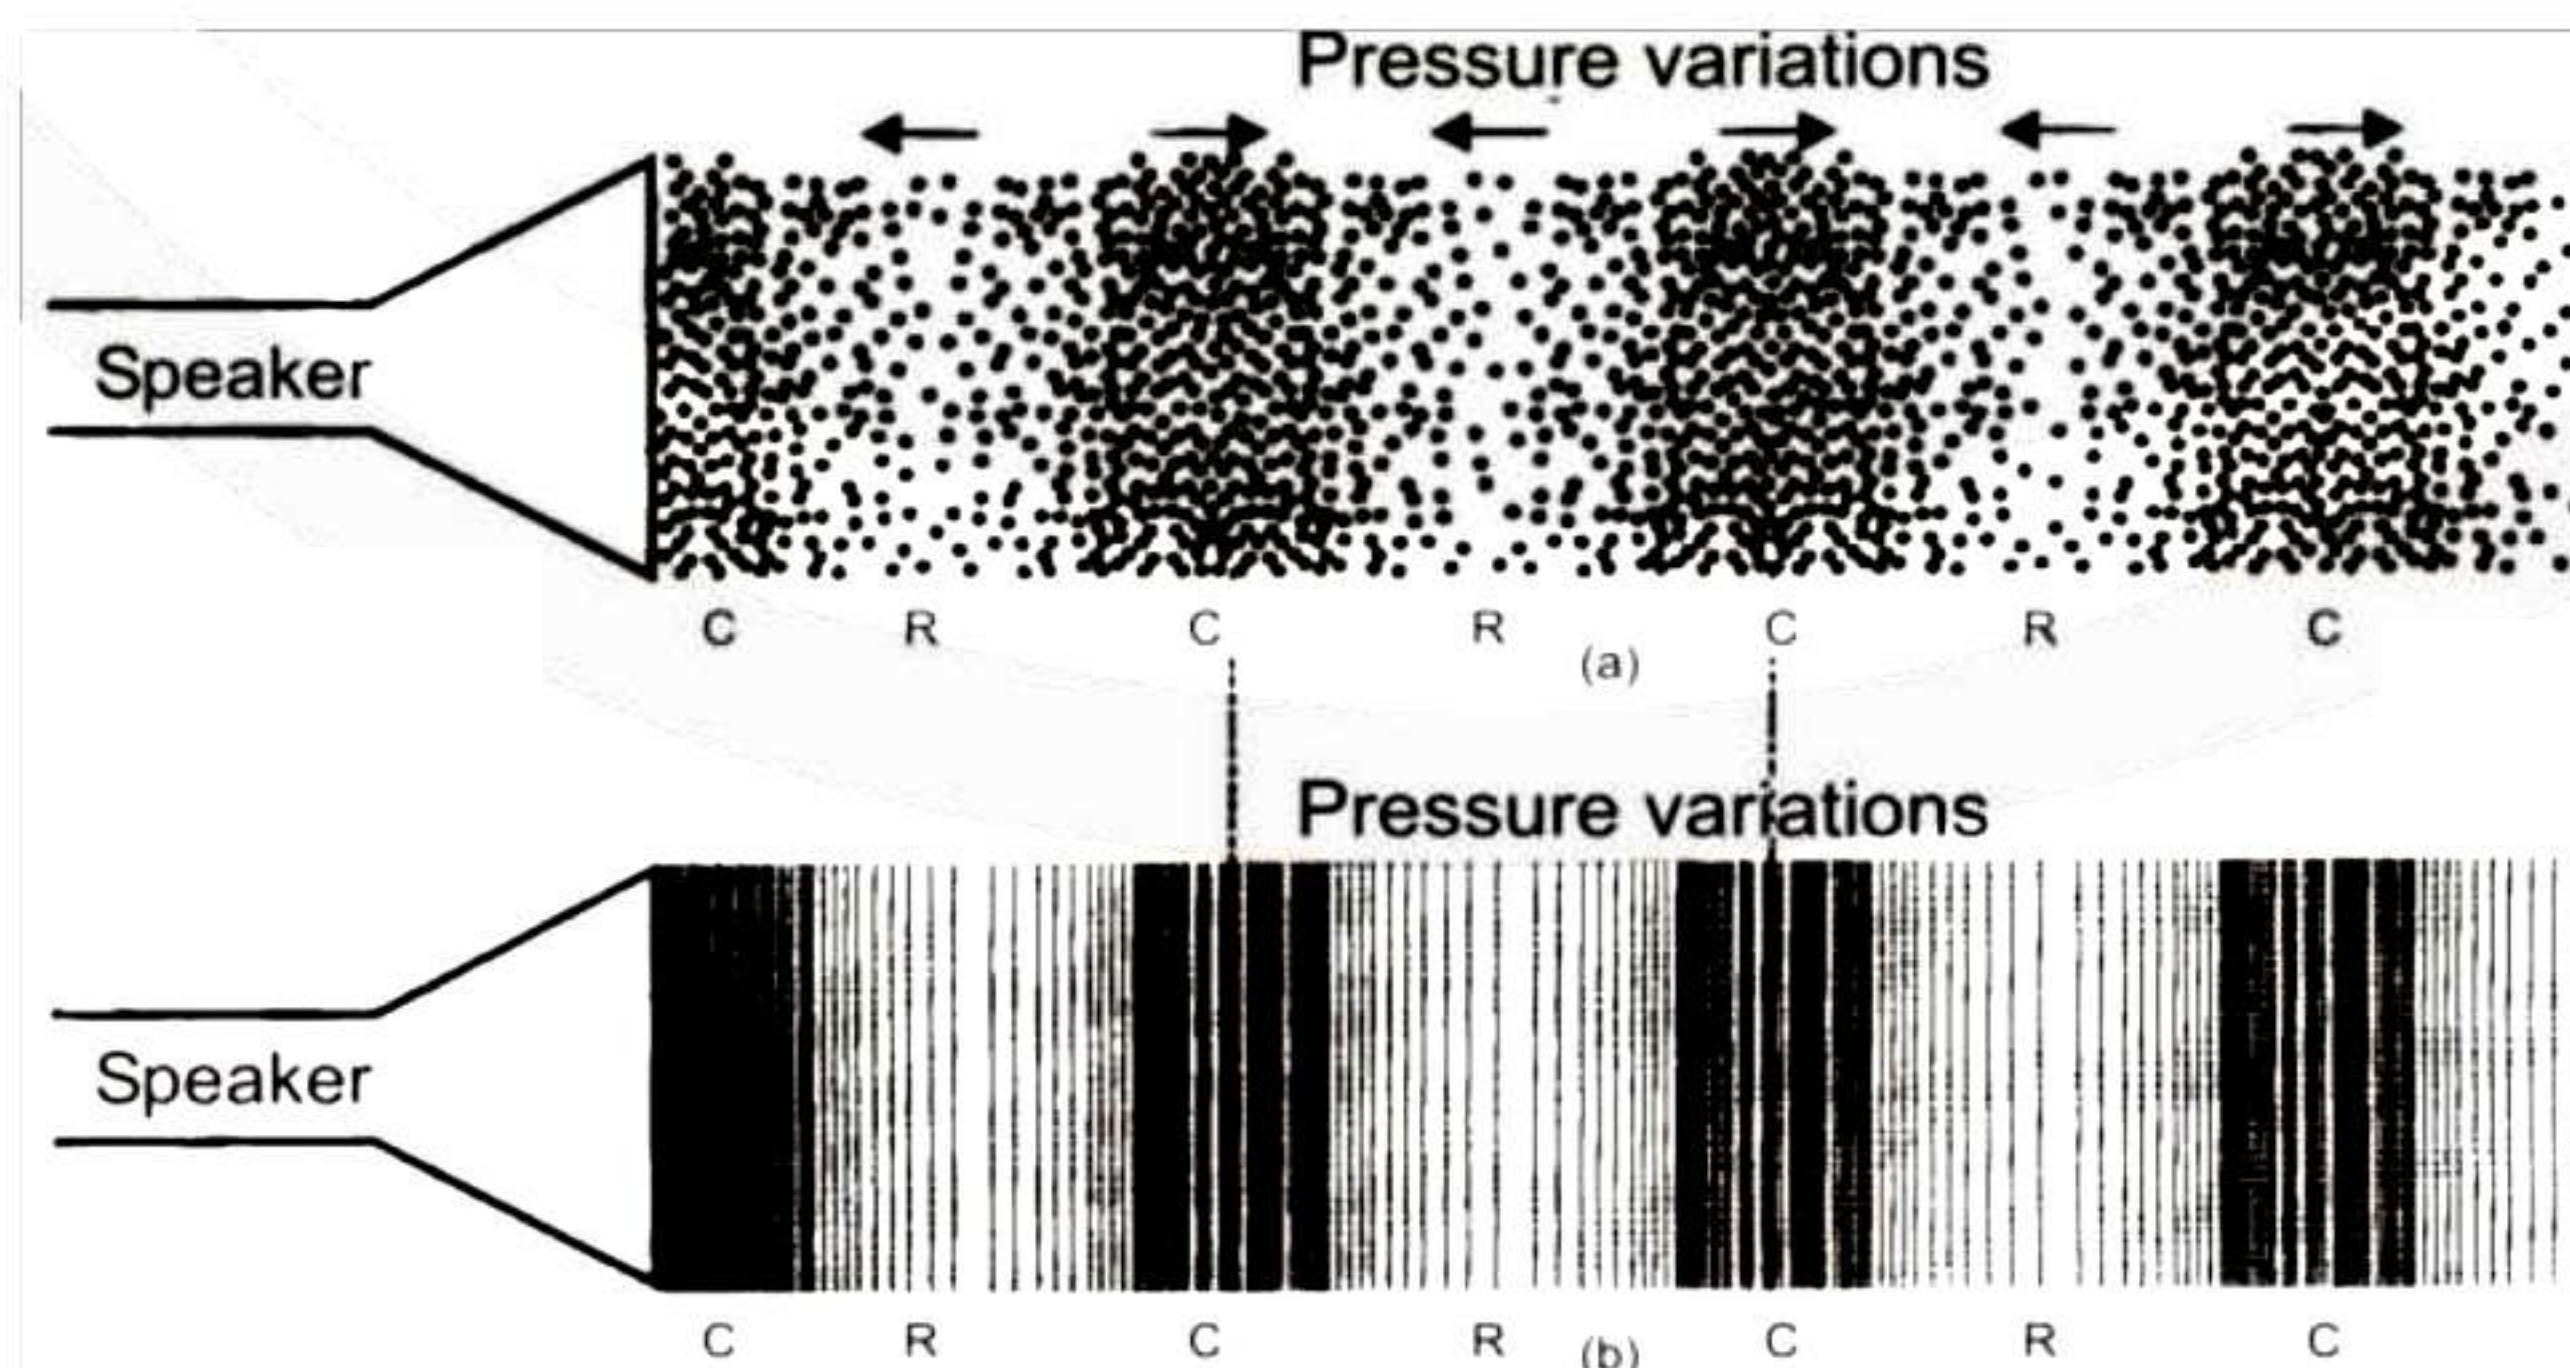 Pressure variations
Speaker
C R C R C R C
(a)
Pressure variations
Speaker
C R C R C R C
(b)